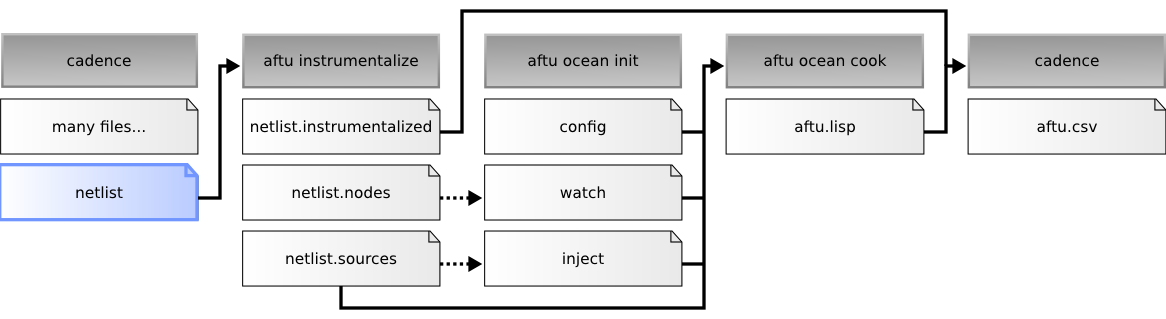 cadence
many files...
netlist
aftu instrumentalize
netlist.instrumentalized
netlist.nodes
netlist.sources
aftu ocean init
config
watch
inject
aftu ocean cook
aftu.lisp
cadence
aftu.csv